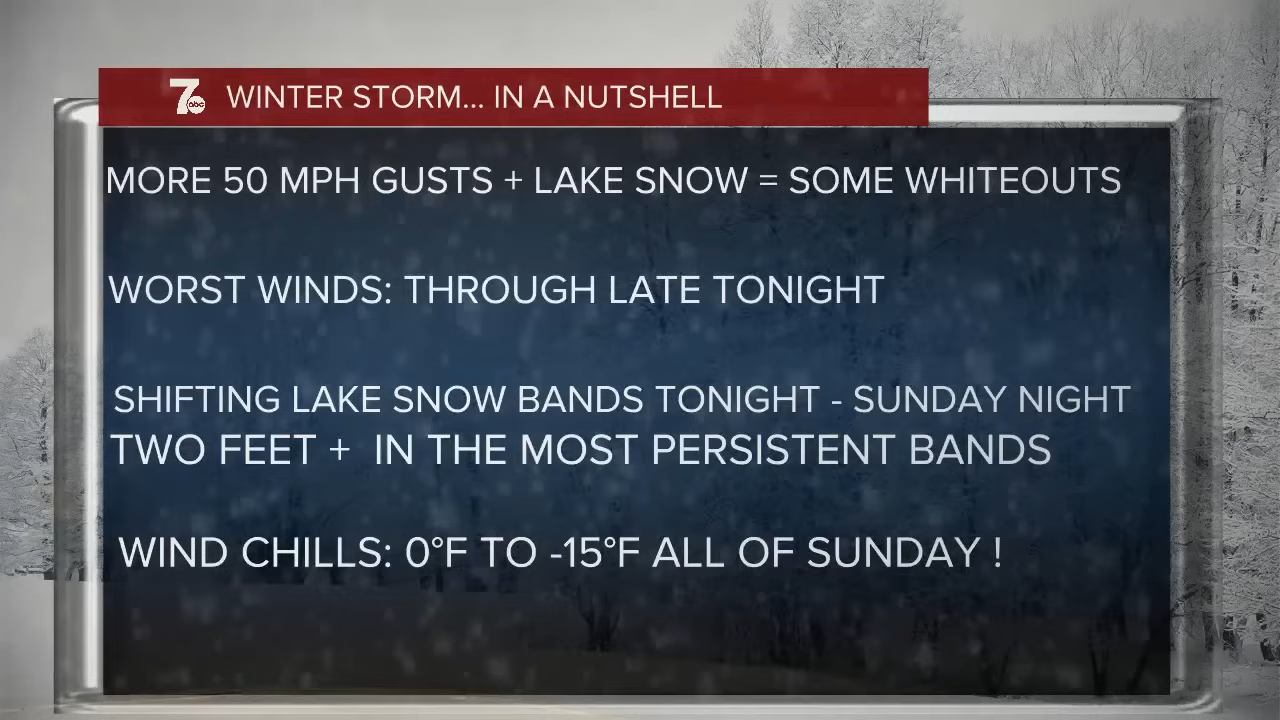 7 abc WINTER STORM... IN A NUTSHELL
MORE 50 MPH GUSTS + LAKE SNOW = SOME WHITEOUTS
WORST WINDS: THROUGH LATE TONIGHT
SHIFTING LAKE SNOW BANDS TONIGHT - SUNDAY NIGHT
TWO FEET + IN THE MOST PERSISTENT BANDS
WIND CHILLS: 0°F TO -15°F ALL OF SUNDAY !